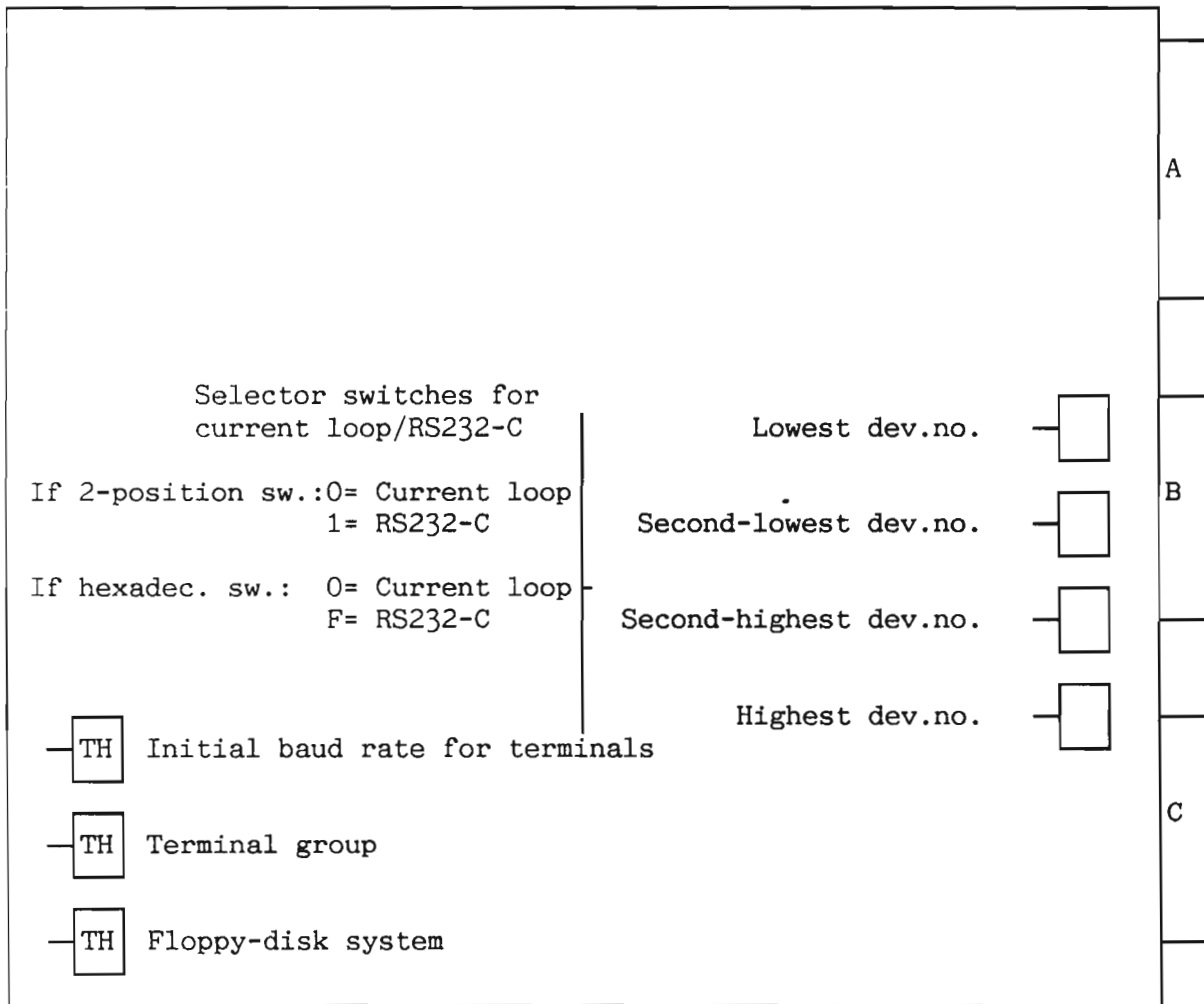 A
Selector switches for
current loop/RS232-C
Lowest dev.no.
If 2-position sw.:0= Current loop
1= RS232-C
Second-lowest dev.no.
B
If hexadec. sw.: 0= Current loop
F= RS232-C
Second-highest dev.no.
Highest dev.no.
TH Initial baud rate for terminals
TH Terminal group
C
TH Floppy-disk system